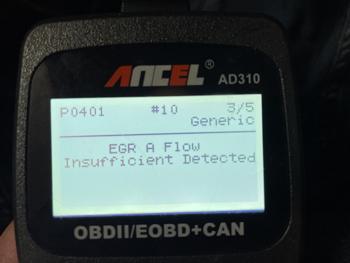 ANCEL® AD310
P0401 #10 3/5
Generic
EGR A Flow
Insufficient Detected
OBDII/EOBD+CAN